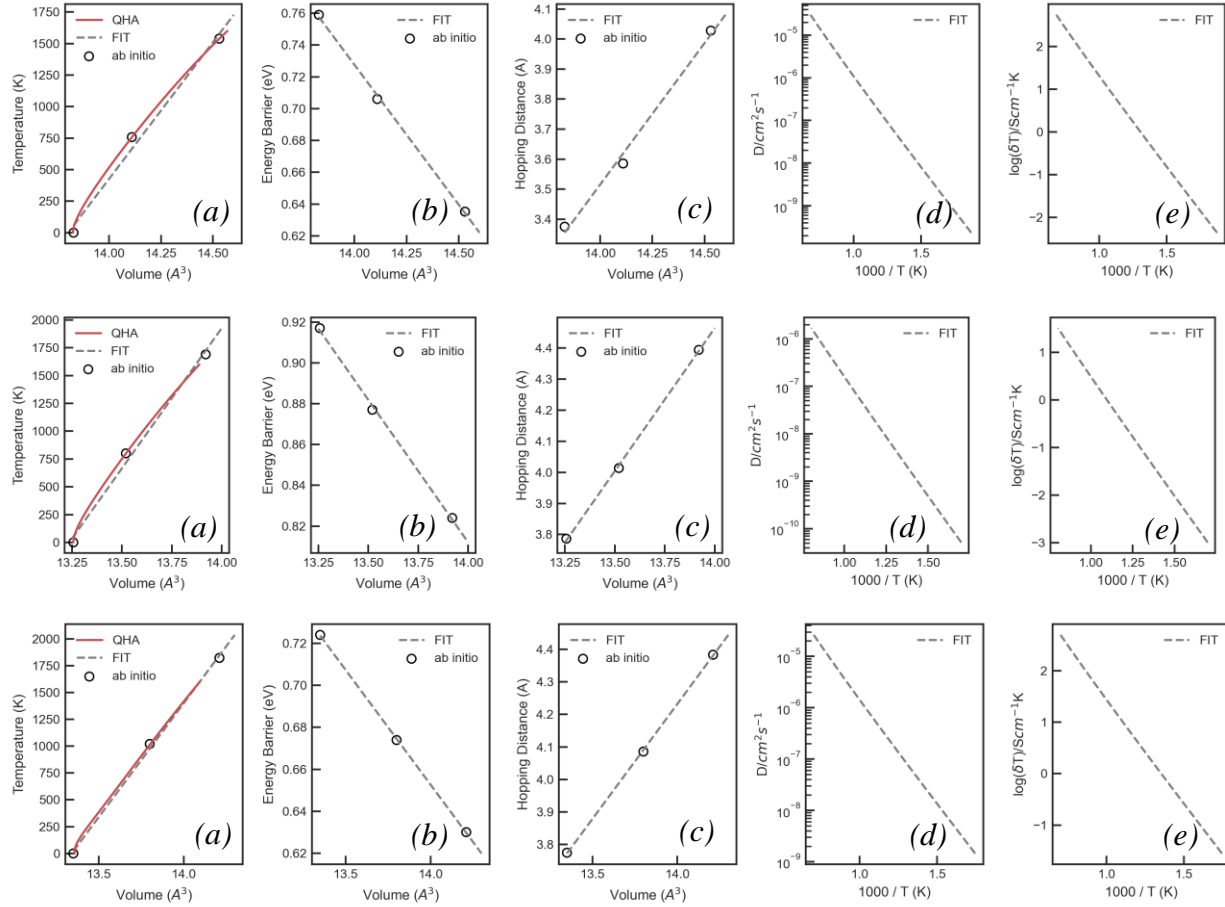 QHA
FIT
ab initio
1750
1500
1250
1000
750
500
250
0
Temperature (K)
14.00 14.25 14.50
Volume (A³)
(a)
FIT
ab initio
0.76
0.74
0.72
0.70
0.68
0.66
0.64
0.62
Energy Barrier (eV)
14.00 14.25 14.50
Volume (A³)
(b)
FIT
ab initio
4.1
4.0
3.9
3.8
3.7
3.6
3.5
3.4
Hopping Distance (A)
14.00 14.25 14.50
Volume (A³)
(c)
FIT
10⁻⁵
10⁻⁶
10⁻⁷
10⁻⁸
10⁻⁹
D/cm²s⁻¹
1.0 1.5
1000 / T (K)
(d)
FIT
2
1
0
−1
−2
log(δT)/Scm⁻¹K
1.0 1.5
1000 / T (K)
(e)
QHA
FIT
ab initio
2000
1750
1500
1250
1000
750
500
250
0
Temperature (K)
13.25 13.50 13.75 14.00
Volume (A³)
(a)
FIT
ab initio
0.92
0.90
0.88
0.86
0.84
0.82
Energy Barrier (eV)
13.25 13.50 13.75 14.00
Volume (A³)
(b)
FIT
ab initio
4.4
4.3
4.2
4.1
4.0
3.9
3.8
Hopping Distance (A)
13.25 13.50 13.75 14.00
Volume (A³)
(c)
FIT
10⁻⁶
10⁻⁷
10⁻⁸
10⁻⁹
10⁻¹⁰
D/cm²s⁻¹
1.00 1.25 1.50
1000 / T (K)
(d)
FIT
1
0
−1
−2
−3
log(δT)/Scm⁻¹K
1.00 1.25 1.50
1000 / T (K)
(e)
QHA
FIT
ab initio
2000
1750
1500
1250
1000
750
500
250
0
Temperature (K)
13.5 14.0
Volume (A³)
(a)
FIT
ab initio
0.72
0.70
0.68
0.66
0.64
0.62
Energy Barrier (eV)
13.5 14.0
Volume (A³)
(b)
FIT
ab initio
4.4
4.3
4.2
4.1
4.0
3.9
3.8
Hopping Distance (A)
13.5 14.0
Volume (A³)
(c)
FIT
10⁻⁵
10⁻⁶
10⁻⁷
10⁻⁸
10⁻⁹
D/cm²s⁻¹
1.0 1.5
1000 / T (K)
(d)
FIT
2
1
0
−1
log(δT)/Scm⁻¹K
1.0 1.5
1000 / T (K)
(e)